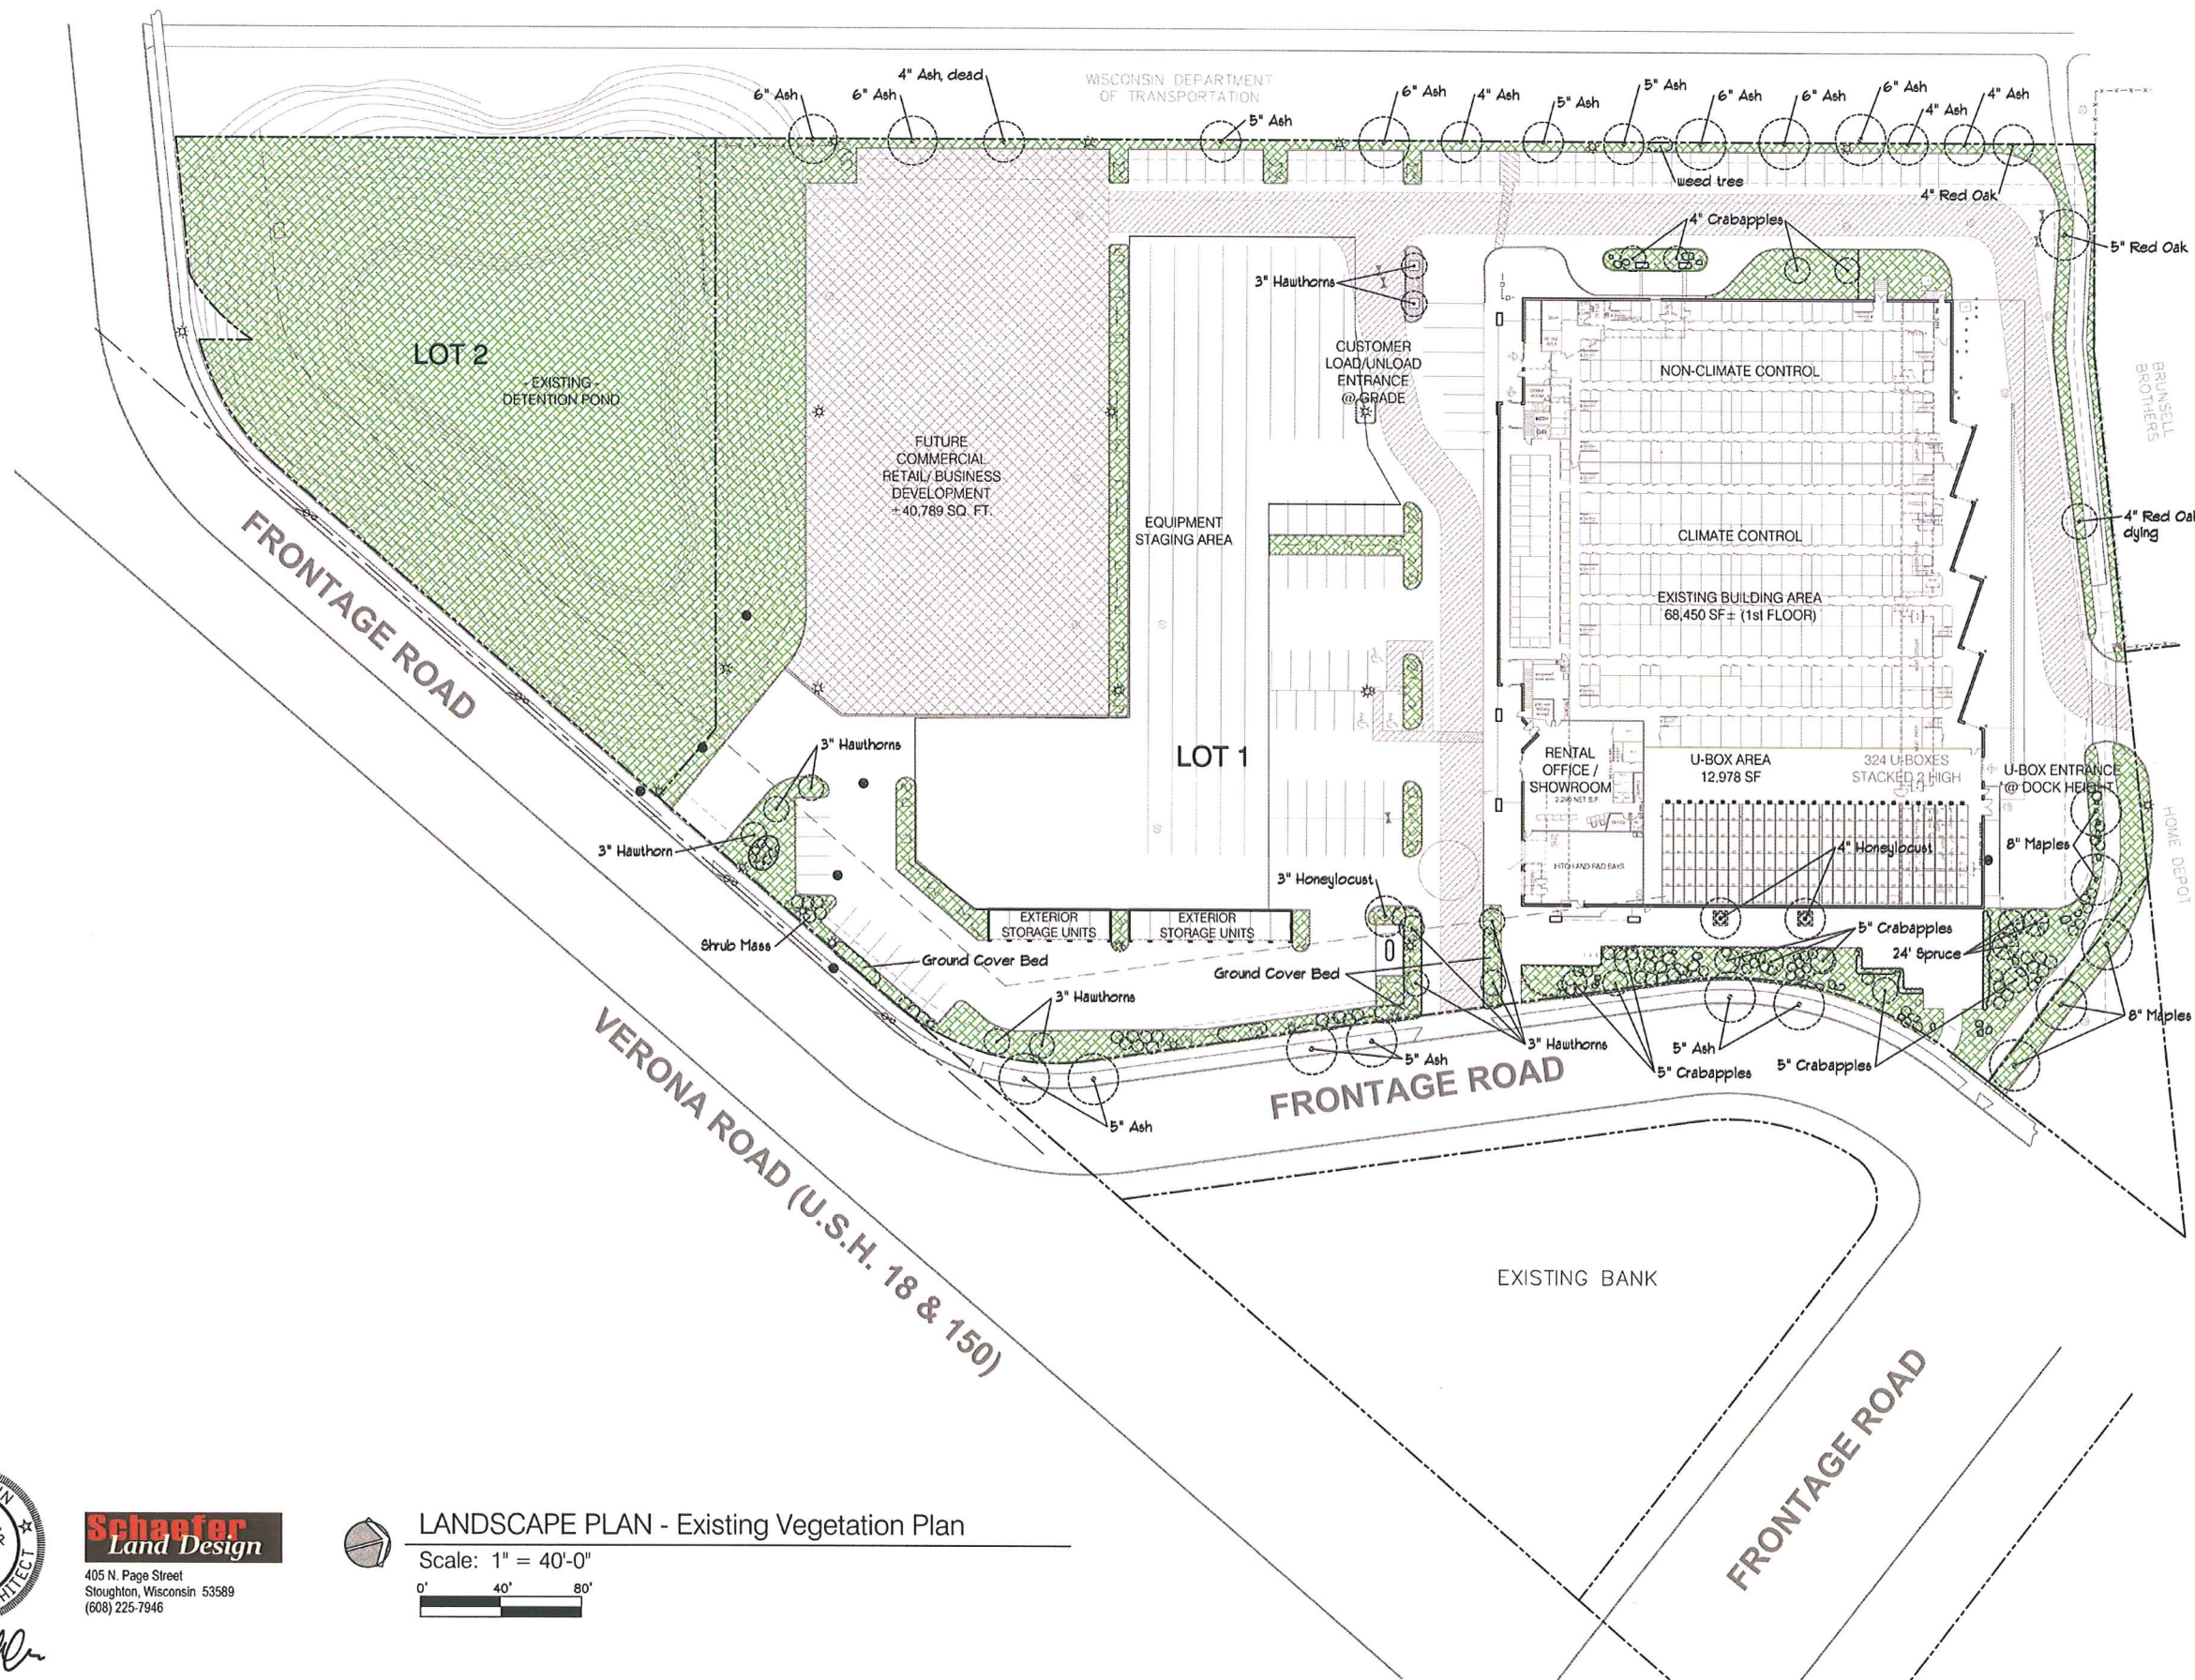 4" Ash, dead
WISCONSIN DEPARTMENT
OF TRANSPORTATION
6" Ash
6" Ash
5" Ash
6" Ash
4" Ash
5" Ash
5" Ash
6" Ash
6" Ash
6" Ash
4" Ash
4" Ash
weed tree
4" Red Oak
4" Crabapples
5" Red Oak
3" Hawthorns
LOT 2
- EXISTING -
DETENTION POND
CUSTOMER
LOAD/UNLOAD
ENTRANCE
@ GRADE
NON-CLIMATE CONTROL
BRUNSELL
BROTHERS
FUTURE
COMMERCIAL
RETAIL/ BUSINESS
DEVELOPMENT
±40,789 SQ. FT.
EQUIPMENT
STAGING AREA
CLIMATE CONTROL
4" Red Oa
dying
EXISTING BUILDING AREA
68,450 SF± (1st FLOOR)
FRONTAGE ROAD
LOT 1
3" Hawthorns
RENTAL
OFFICE /
SHOWROOM
U-BOX AREA
12,978 SF
324 U-BOXES
STACKED 2 HIGH
U-BOX ENTRANCE
@ DOCK HEIGHT
HOME DEPOT
3" Hawthorn
4" Honeylocust
8" Maples
3" Honeylocust
EXTERIOR
STORAGE UNITS
EXTERIOR
STORAGE UNITS
5" Crabapples
24' Spruce
Shrub Mass
Ground Cover Bed
Ground Cover Bed
3" Hawthorns
8" Maples
3" Hawthorns
5" Ash
5" Ash
5" Crabapples
5" Crabapples
5" Ash
FRONTAGE ROAD
VERONA ROAD (U.S.H. 18 & 150)
EXISTING BANK
FRONTAGE ROAD
Schaefer
Land Design
405 N. Page Street
Stoughton, Wisconsin 53589
(608) 225-7946
LANDSCAPE PLAN - Existing Vegetation Plan
Scale: 1" = 40'-0"
0' 40' 80'